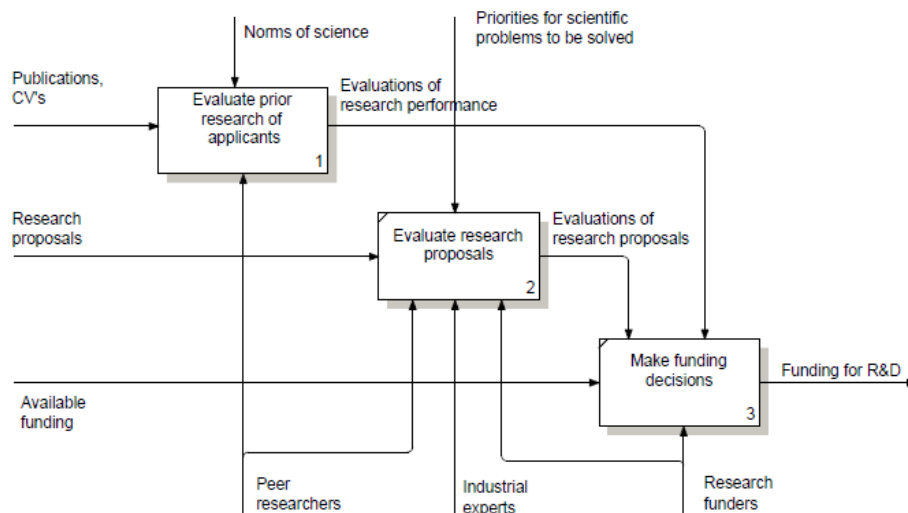 Norms of science
Priorities for scientific
problems to be solved
Publications,
CV's
Evaluate prior
research of
applicants
1
Evaluations of
research performance
Research
proposals
Evaluate research
proposals
2
Evaluations of
research proposals
Available
funding
Make funding
decisions
3
Funding for R&D
Peer
researchers
Industrial
experts
Research
funders